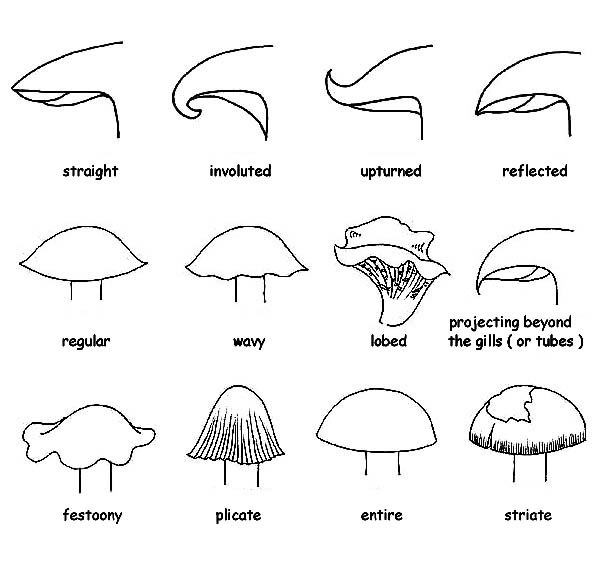 straight
involuted
upturned
reflected
regular
wavy
lobed
projecting beyond
the gills ( or tubes )
festoony
plicate
entire
striate